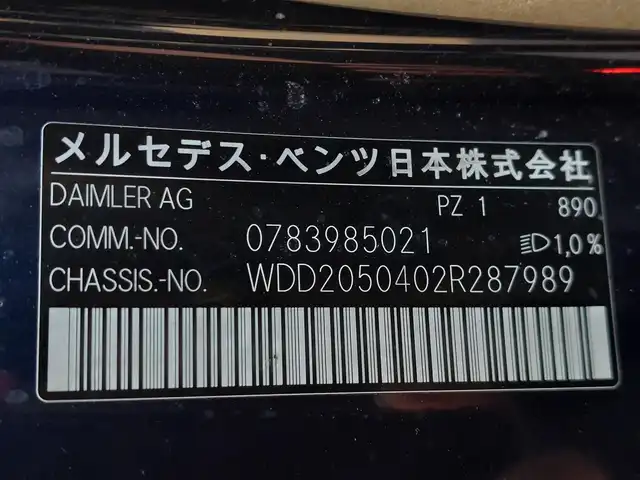 メルセデス・ベンツ日本株式会社
DAIMLER AG PZ 1 890
COMM.-NO. 0783985021 1,0%
CHASSIS.-NO. WDD2050402R287989